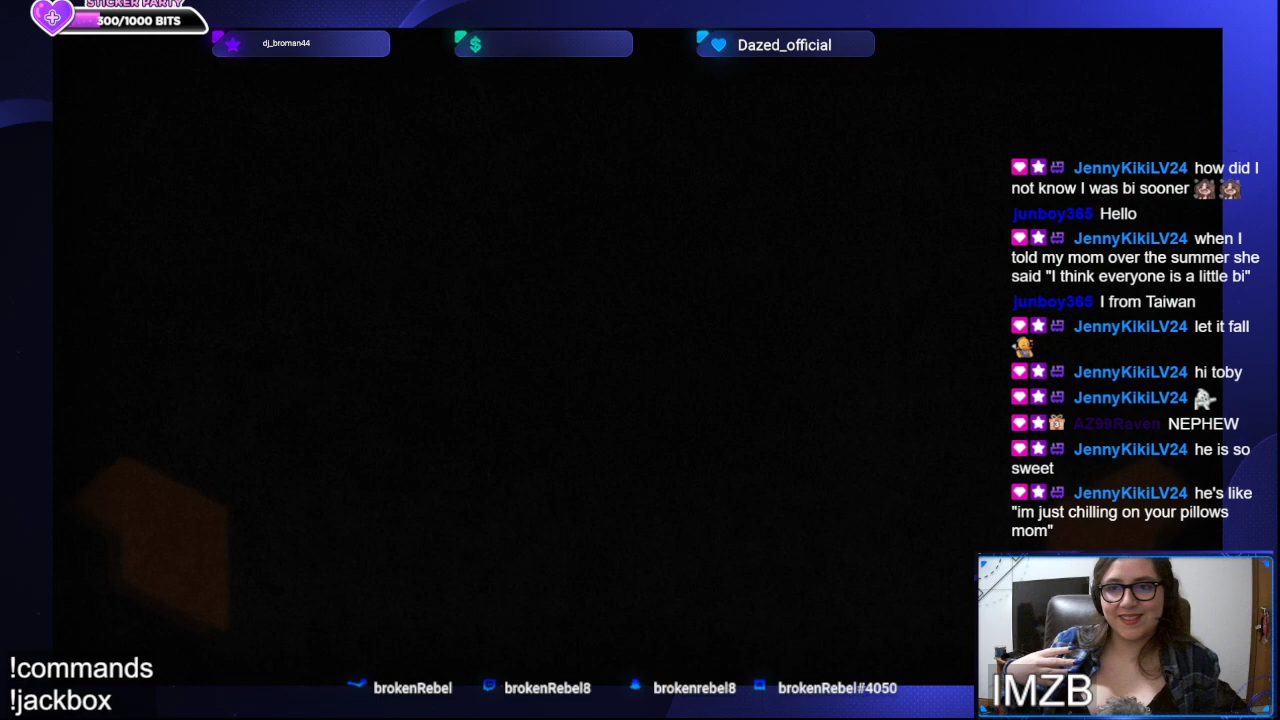 STICKER PARTY
300/1000 BITS
dj_broman44
$
Dazed_official
JennyKikiLV24 how did I
not know I was bi sooner
junboy365 Hello
JennyKikiLV24 when I
told my mom over the summer she
said "I think everyone is a little bi"
junboy365 I from Taiwan
JennyKikiLV24 let it fall
JennyKikiLV24 hi toby
JennyKikiLV24
AZ99Raven NEPHEW
JennyKikiLV24 he is so
sweet
JennyKikiLV24 he's like
"im just chilling on your pillows
mom"
IMZB
!commands
!jackbox
brokenRebel
brokenRebel8
brokenrebel8
brokenRebel#4050